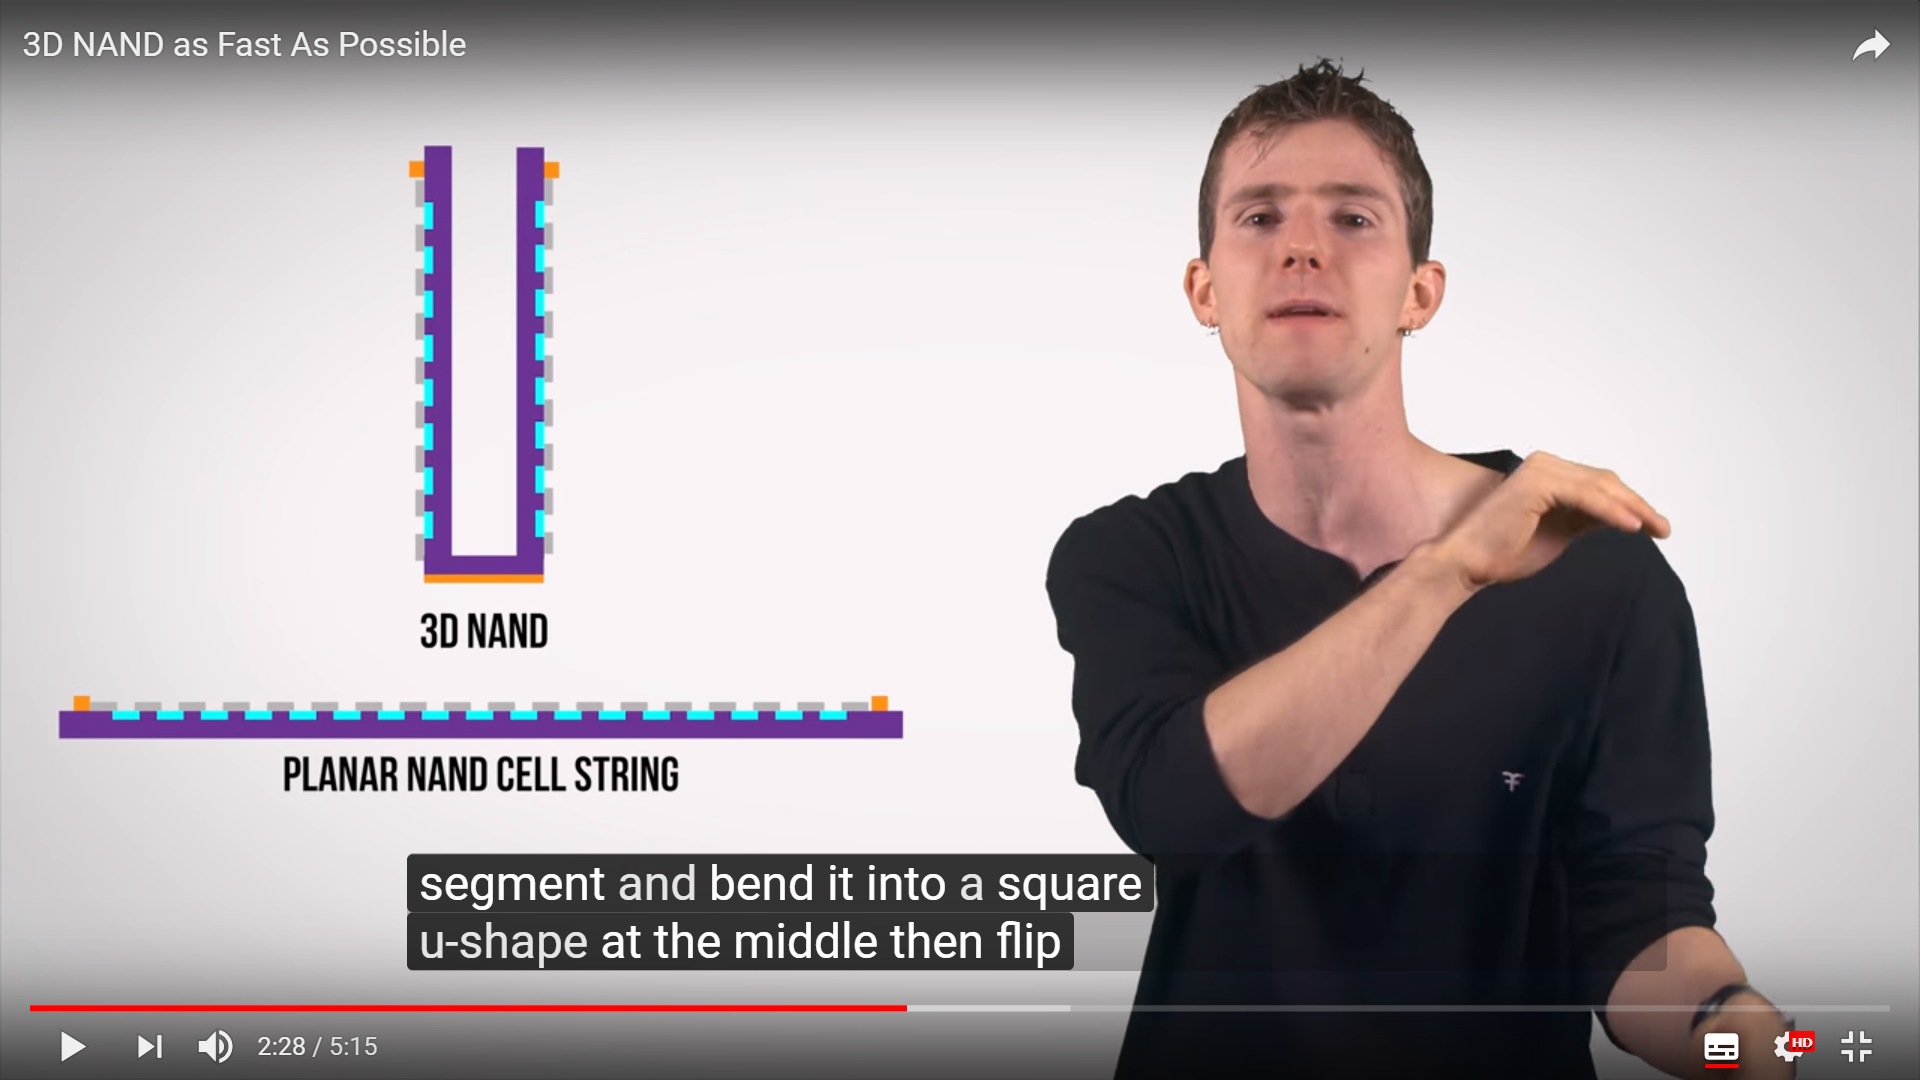 3D NAND as Fast As Possible
3D NAND
PLANAR NAND CELL STRING
segment and bend it into a square
u-shape at the middle then flip
2:28 / 5:15
HD